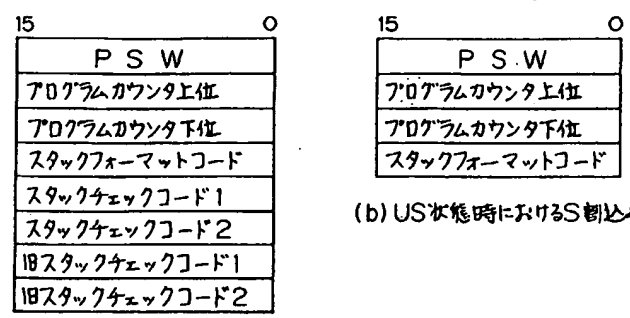 15 0
P S W
プログラムカウンタ上位
プログラムカウンタ下位
スタックフォーマットコード
スタックチェックコード1
スタックチェックコード2
旧スタックチェックコード1
旧スタックチェックコード2
15 0
P S W
プログラムカウンタ上位
プログラムカウンタ下位
スタックフォーマットコード
(b) US状態時におけるS割込